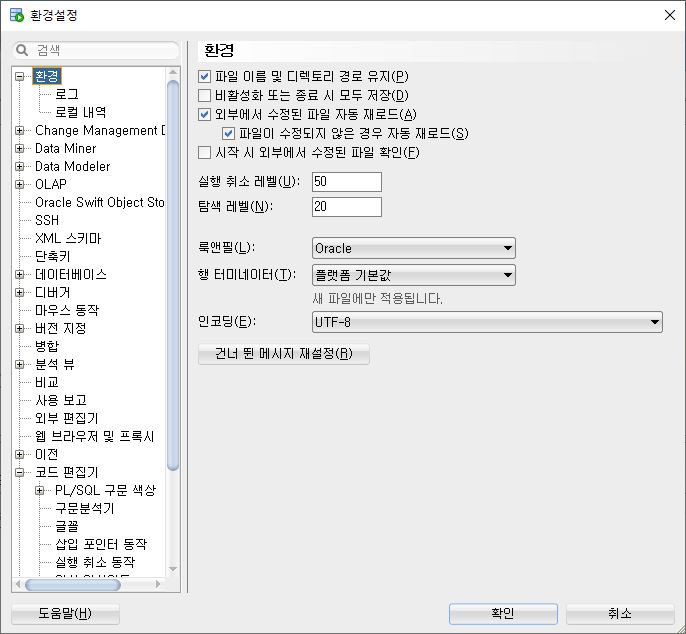 환경설정
검색
환경
로그
로컬 내역
Change Management D
Data Miner
Data Modeler
OLAP
Oracle Swift Object Sto
SSH
XML 스키마
단축키
데이터베이스
디버거
마우스 동작
버전 지정
병합
분석 뷰
비교
사용 보고
외부 편집기
웹 브라우저 및 프록시
이전
코드 편집기
PL/SQL 구문 색상
구문분석기
글꼴
삽입 포인터 동작
실행 취소 동작
환경
파일 이름 및 디렉토리 경로 유지(P)
비활성화 또는 종료 시 모두 저장(D)
외부에서 수정된 파일 자동 재로드(A)
파일이 수정되지 않은 경우 자동 재로드(S)
시작 시 외부에서 수정된 파일 확인(F)
실행 취소 레벨(U): 50
탐색 레벨(N): 20
룩앤필(L): Oracle
행 터미네이터(T): 플랫폼 기본값
새 파일에만 적용됩니다.
인코딩(E): UTF-8
건너 뛴 메시지 재설정(R)
도움말(H)
확인
취소